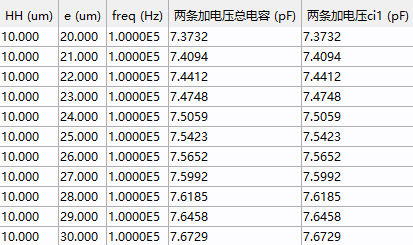 HH (um) e (um) freq (Hz) 两条加电压总电容 (pF) 两条加电压ci1 (pF)
10.000 20.000 1.0000E5 7.3732 7.3732
10.000 21.000 1.0000E5 7.4094 7.4094
10.000 22.000 1.0000E5 7.4412 7.4412
10.000 23.000 1.0000E5 7.4748 7.4748
10.000 24.000 1.0000E5 7.5059 7.5059
10.000 25.000 1.0000E5 7.5423 7.5423
10.000 26.000 1.0000E5 7.5652 7.5652
10.000 27.000 1.0000E5 7.5992 7.5992
10.000 28.000 1.0000E5 7.6185 7.6185
10.000 29.000 1.0000E5 7.6458 7.6458
10.000 30.000 1.0000E5 7.6729 7.6729